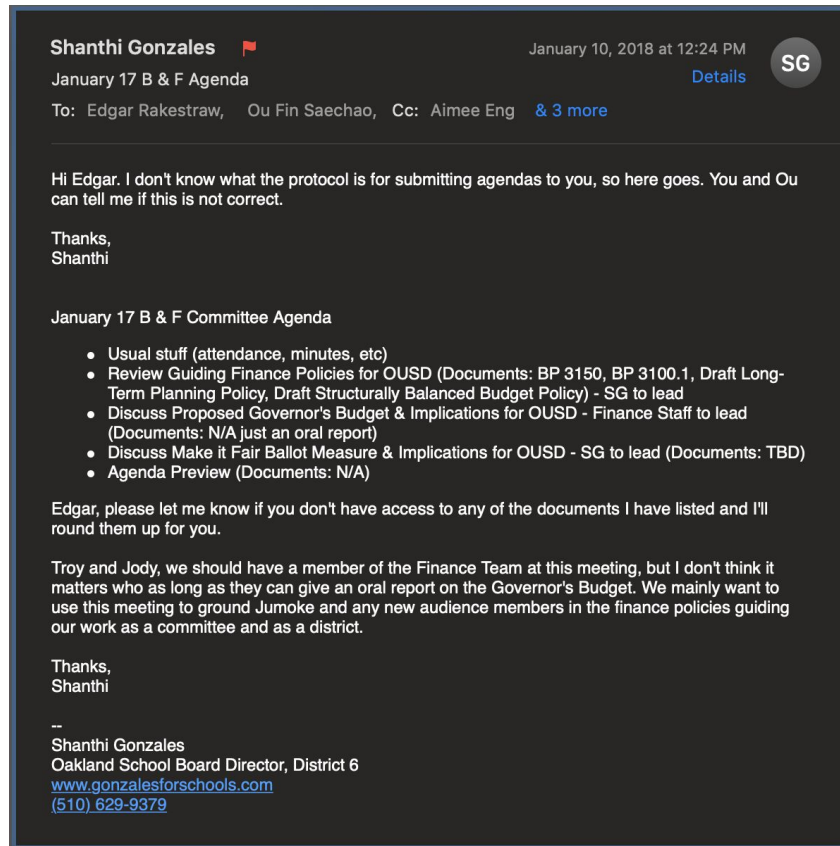 Shanthi Gonzales
January 10, 2018 at 12:24 PM
SG
January 17 B & F Agenda
Details
To: Edgar Rakestraw, Ou Fin Saechao, Cc: Aimee Eng & 3 more
Hi Edgar. I don't know what the protocol is for submitting agendas to you, so here goes. You and Ou
can tell me if this is not correct.
Thanks,
Shanthi
January 17 B & F Committee Agenda
• Usual stuff (attendance, minutes, etc)
• Review Guiding Finance Policies for OUSD (Documents: BP 3150, BP 3100.1, Draft Long-
Term Planning Policy, Draft Structurally Balanced Budget Policy) - SG to lead
• Discuss Proposed Governor's Budget & Implications for OUSD - Finance Staff to lead
(Documents: N/A just an oral report)
• Discuss Make it Fair Ballot Measure & Implications for OUSD - SG to lead (Documents: TBD)
• Agenda Preview (Documents: N/A)
Edgar, please let me know if you don't have access to any of the documents I have listed and I'll
round them up for you.
Troy and Jody, we should have a member of the Finance Team at this meeting, but I don't think it
matters who as long as they can give an oral report on the Governor's Budget. We mainly want to
use this meeting to ground Jumoke and any new audience members in the finance policies guiding
our work as a committee and as a district.
Thanks,
Shanthi
--
Shanthi Gonzales
Oakland School Board Director, District 6
www.gonzalesforschools.com
(510) 629-9379